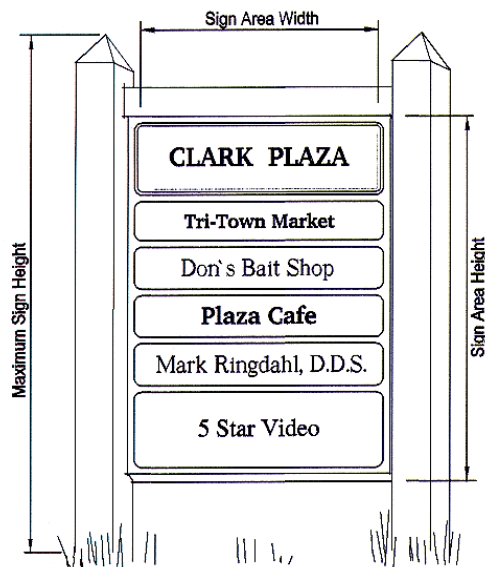 Sign Area Width
Maximum Sign Height
CLARK PLAZA
Tri-Town Market
Don`s Bait Shop
Plaza Cafe
Mark Ringdahl, D.D.S.
5 Star Video
Sign Area Height